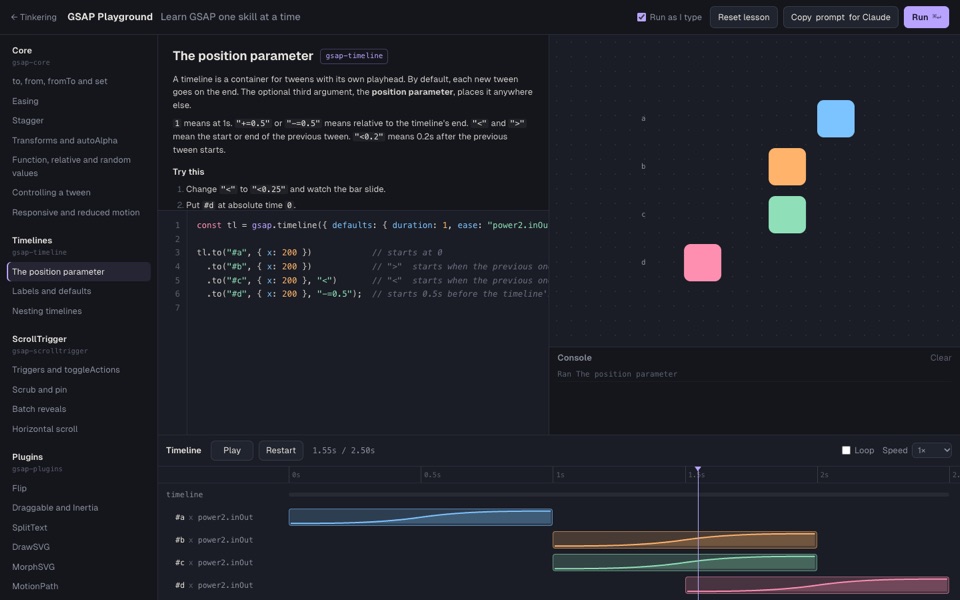 ← Tinkering GSAP Playground Learn GSAP one skill at a time Run as I type Reset lesson Copy prompt for Claude Run
Core
gsap-core
to, from, fromTo and set
Easing
Stagger
Transforms and autoAlpha
Function, relative and random
values
Controlling a tween
Responsive and reduced motion
Timelines
gsap-timeline
The position parameter
Labels and defaults
Nesting timelines
ScrollTrigger
gsap-scrolltrigger
Triggers and toggleActions
Scrub and pin
Batch reveals
Horizontal scroll
Plugins
gsap-plugins
Flip
Draggable and Inertia
SplitText
DrawSVG
MorphSVG
MotionPath
The position parameter gsap-timeline
A timeline is a container for tweens with its own playhead. By default, each new tween
goes on the end. The optional third argument, the position parameter, places it anywhere
else.
1 means at 1s. "+=0.5" or "-=0.5" means relative to the timeline's end. "<" and ">"
mean the start or end of the previous tween. "<0.2" means 0.2s after the previous
tween starts.
Try this
1. Change "<" to "<0.25" and watch the bar slide.
2. Put #d at absolute time 0.
1 const tl = gsap.timeline({ defaults: { duration: 1, ease: "power2.inOu
2
3 tl.to("#a", { x: 200 }) // starts at 0
4 .to("#b", { x: 200 }) // ">" starts when the previous on
5 .to("#c", { x: 200 }, "<") // "<" starts when the previous on
6 .to("#d", { x: 200 }, "-=0.5"); // starts 0.5s before the timeline'
7
a
b
c
d
Console Clear
Ran The position parameter
Timeline Play Restart 1.55s / 2.50s Loop Speed 1x
0s 0.5s 1s 1.5s 2s 2.
timeline
#a x power2.inOut
#b x power2.inOut
#c x power2.inOut
#d x power2.inOut